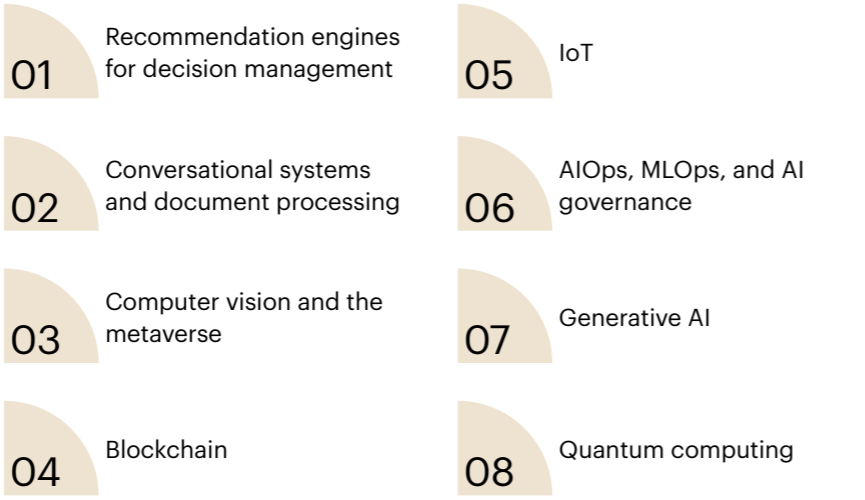 01
Recommendation engines
for decision management
02
Conversational systems
and document processing
03
Computer vision and the
metaverse
04
Blockchain
05
IoT
06
AIOps, MLOps, and AI
governance
07
Generative AI
08
Quantum computing